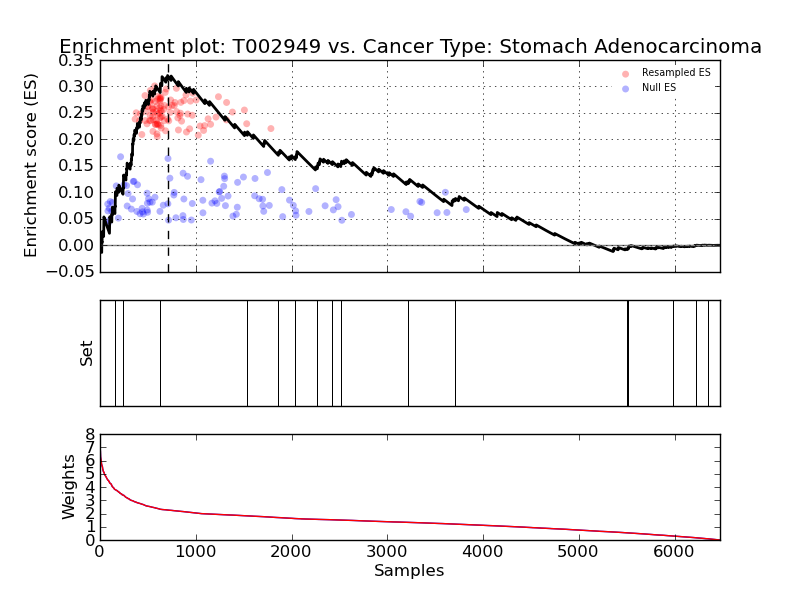 Enrichment plot: T002949 vs. Cancer Type: Stomach Adenocarcinoma
Enrichment score (ES)
0.35
0.30
0.25
0.20
0.15
0.10
0.05
0.00
−0.05
Resampled ES
Null ES
Set
Weights
8
7
6
5
4
3
2
1
0
0 1000 2000 3000 4000 5000 6000
Samples